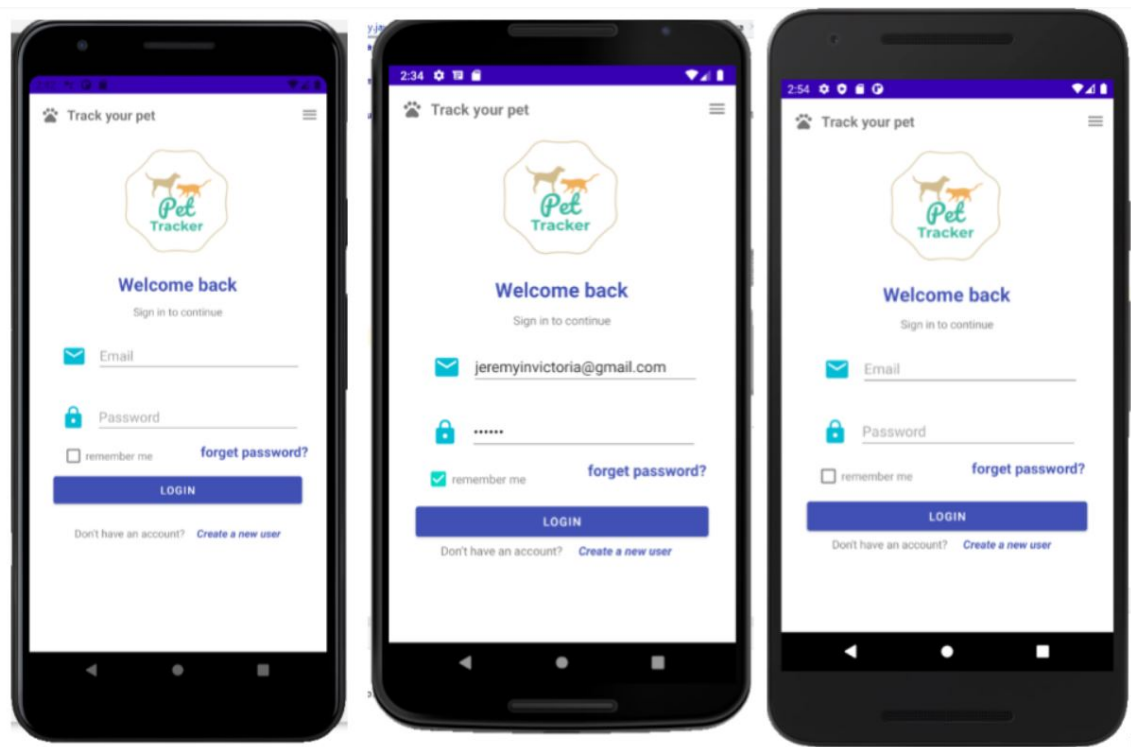 Track your pet
Pet
Tracker
Welcome back
Sign in to continue
Email
Password
remember me forget password?
LOGIN
Don't have an account? Create a new user
2:34
Track your pet
Pet
Tracker
Welcome back
Sign in to continue
jeremyinvictoria@gmail.com
••••••
remember me forget password?
LOGIN
Don't have an account? Create a new user
2:54
Track your pet
Pet
Tracker
Welcome back
Sign in to continue
Email
Password
remember me forget password?
LOGIN
Don't have an account? Create a new user